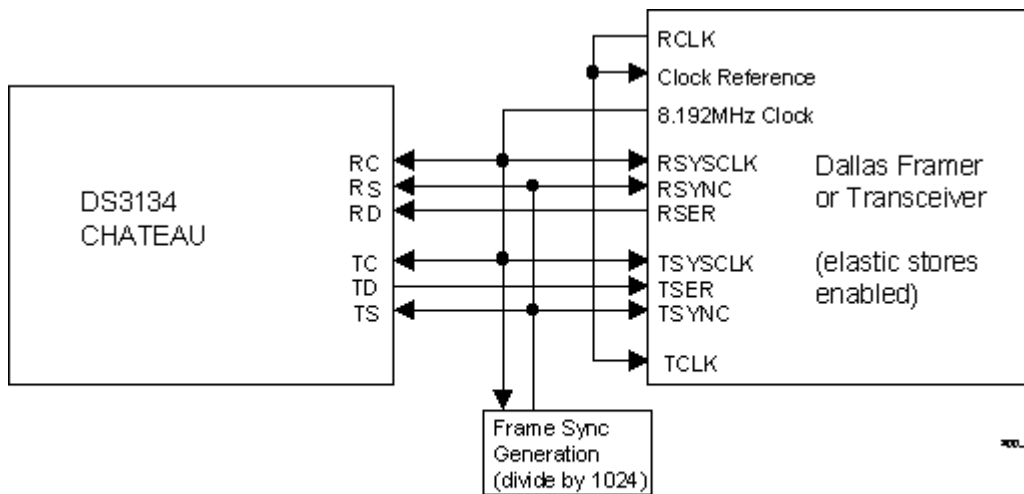 RCLK
Clock Reference
8.192MHz Clock
RC
RS
RD
TC
TD
TS
DS3134
CHATEAU
RSYSCLK
RSYNC
RSER
TSYSCLK
TSER
TSYNC
TCLK
Dallas Framer
or Transceiver
(elastic stores
enabled)
Frame Sync
Generation
(divide by 1024)